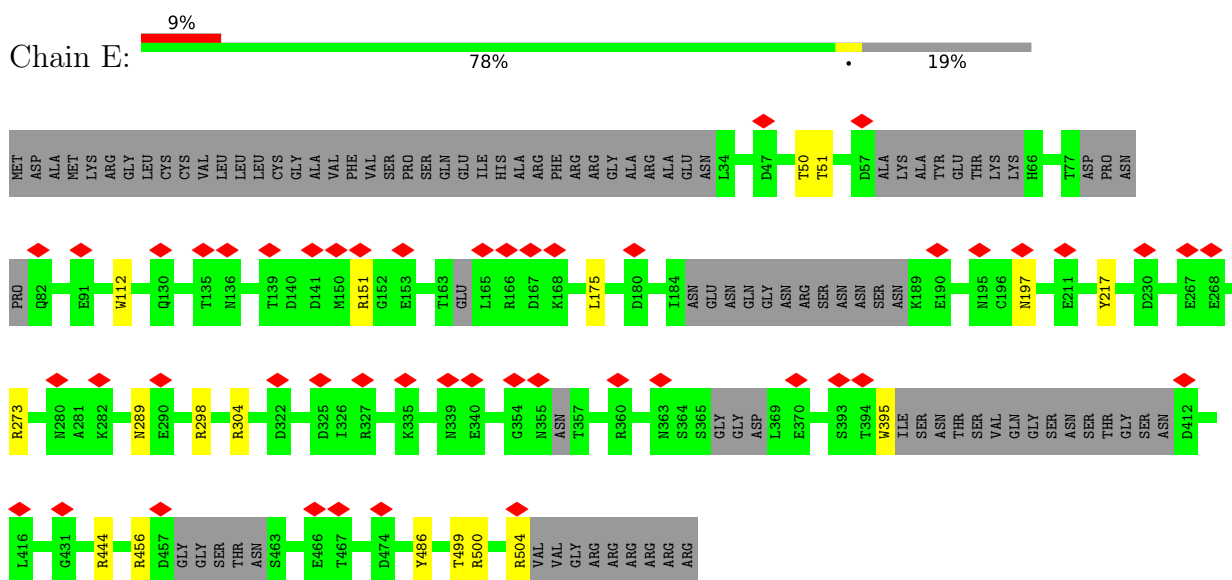 9%
Chain E:
78% • 19%
MET ASP ALA MET LYS ARG GLY LEU CYS CYS VAL LEU LEU LEU CYS GLY ALA VAL PHE VAL SER PRO SER GLN GLU ILE HIS ALA ARG PHE ARG ARG GLY ALA ARG ALA GLU ASN L34 D47 T50 T51 D57 ALA LYS ALA TYR GLU THR LYS LYS H66 T77 ASP PRO ASN
PRO Q82 E91 W112 Q130 T135 N136 T139 D140 D141 M150 R151 G152 E153 T163 GLU L165 R166 D167 K168 L175 D180 I184 ASN GLU ASN GLN GLY ASN ARG SER ASN ASN SER ASN K189 E190 N195 C196 N197 E211 Y217 D230 E267 E268
R273 N280 A281 K282 N289 E290 R298 R304 D322 D325 I326 R327 K335 N339 E340 G354 N355 ASN T357 R360 N363 S364 S365 GLY GLY ASP L369 E370 S393 T394 W395 ILE SER ASN THR SER VAL GLN GLY SER ASN SER THR GLY SER ASN D412
L416 G431 R444 R456 D457 GLY GLY SER THR ASN S463 E466 T467 D474 Y486 T499 R500 R504 VAL VAL GLY ARG ARG ARG ARG ARG ARG